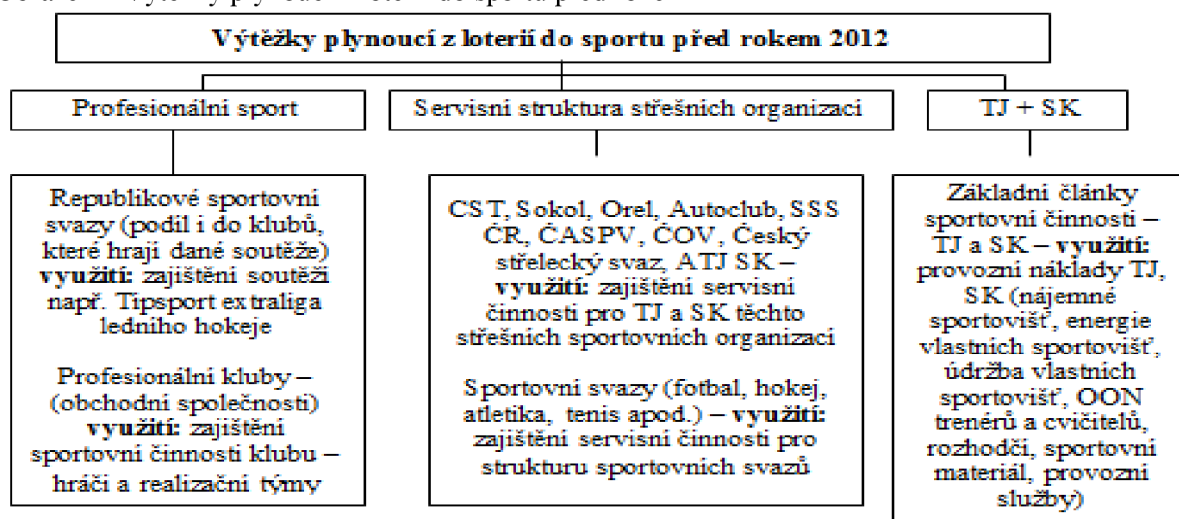 Výtěžky plynoucí z loterií do sportu před rokem 2012
Profesionální sport
Servisní struktura střešních organizací
TJ + SK
Republikové sportovní
svazy (podíl i do klubů,
které hrají dané soutěže)
využití: zajištění soutěží
např. Tipsport extraliga
ledního hokeje
Profesionální kluby –
(obchodní společnosti)
využití: zajištění
sportovní činnosti klubu –
hráči a realizační týmy
CST, Sokol, Orel, Autoclub, SSS
ČR, ČASPV, ČOV, Český
střelecký svaz, ATJ SK –
využití: zajištění servisní
činnosti pro TJ a SK těchto
střešních sportovních organizací
Sportovní svazy (fotbal, hokej,
atletika, tenis apod.) – využití:
zajištění servisní činnosti pro
strukturu sportovních svazů
Základní články
sportovní činnosti –
TJ a SK – využití:
provozní náklady TJ,
SK (nájemné
sportovišť, energie
vlastních sportovišť,
údržba vlastních
sportovišť, OON
trenérů a cvičitelů,
rozhodčí, sportovní
materiál, provozní
služby)